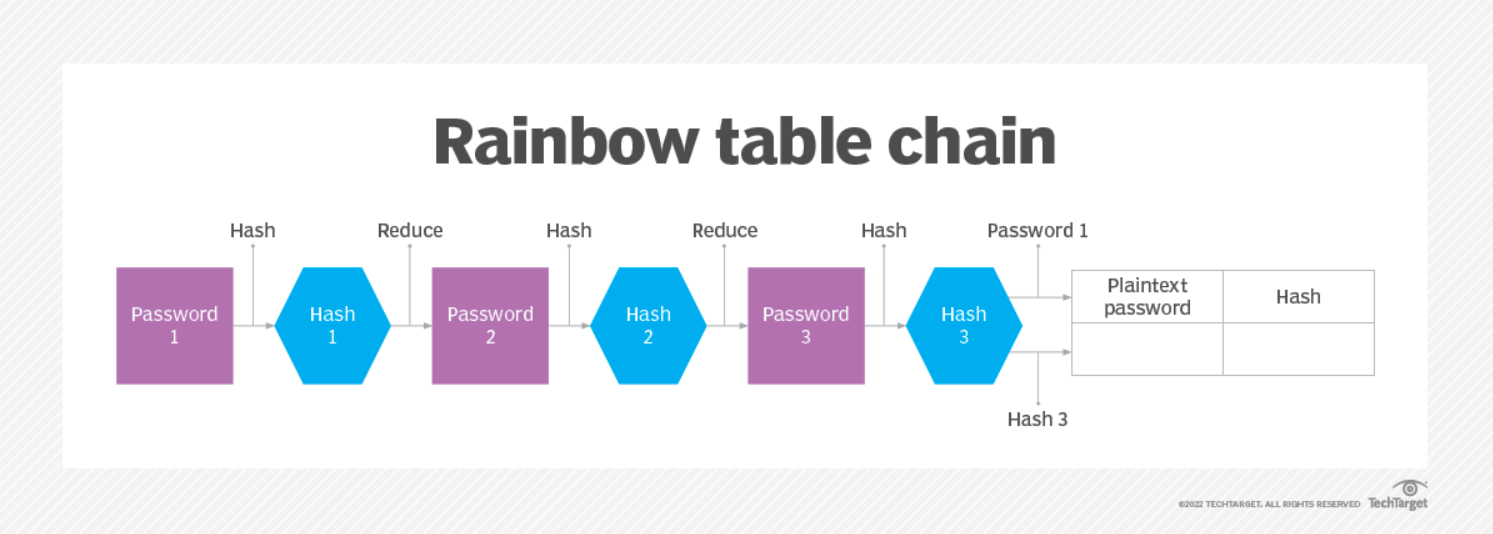 Rainbow table chain
Hash
Reduce
Hash
Reduce
Hash
Password 1
Password
1
Hash
1
Password
2
Hash
2
Password
3
Hash
3
Plaintext
password
Hash
Hash 3
©2022 TECHTARGET. ALL RIGHTS RESERVED TechTarget